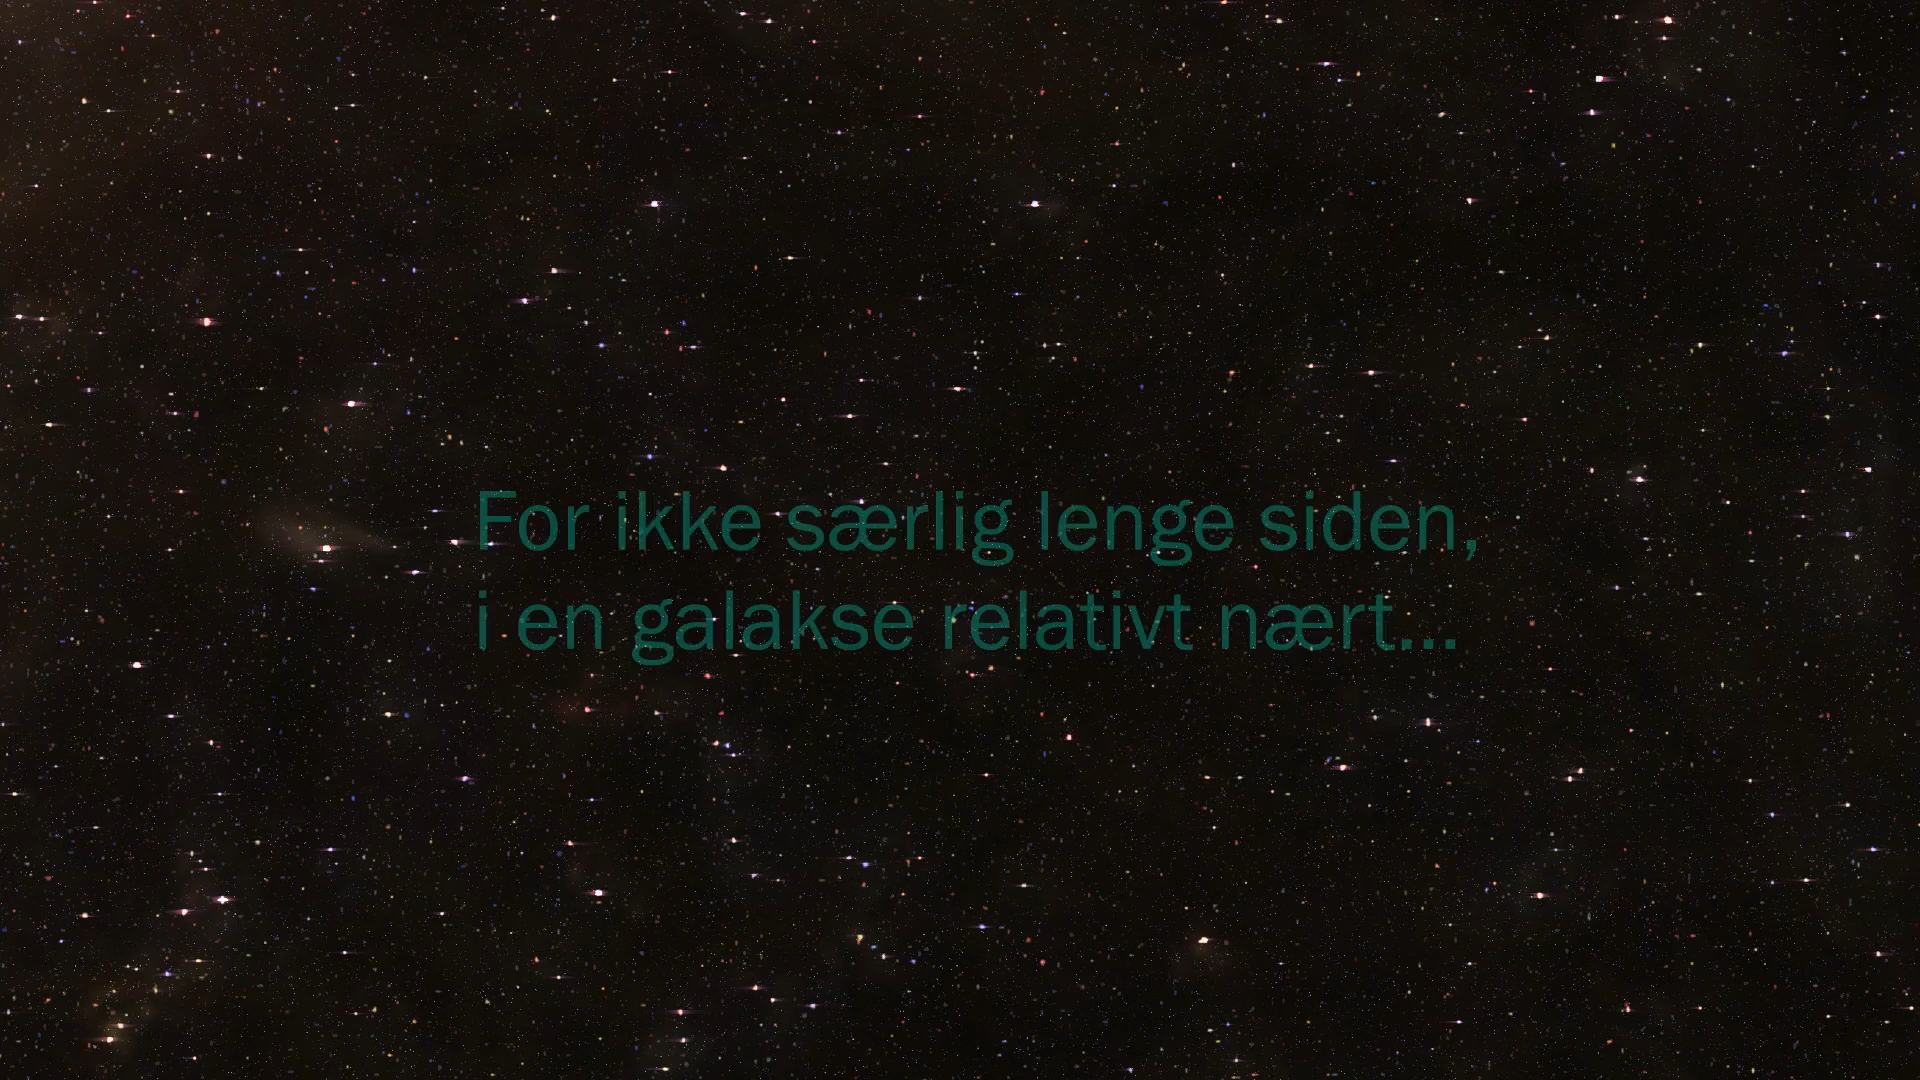 For ikke særlig lenge siden,
i en galakse relativt nært...